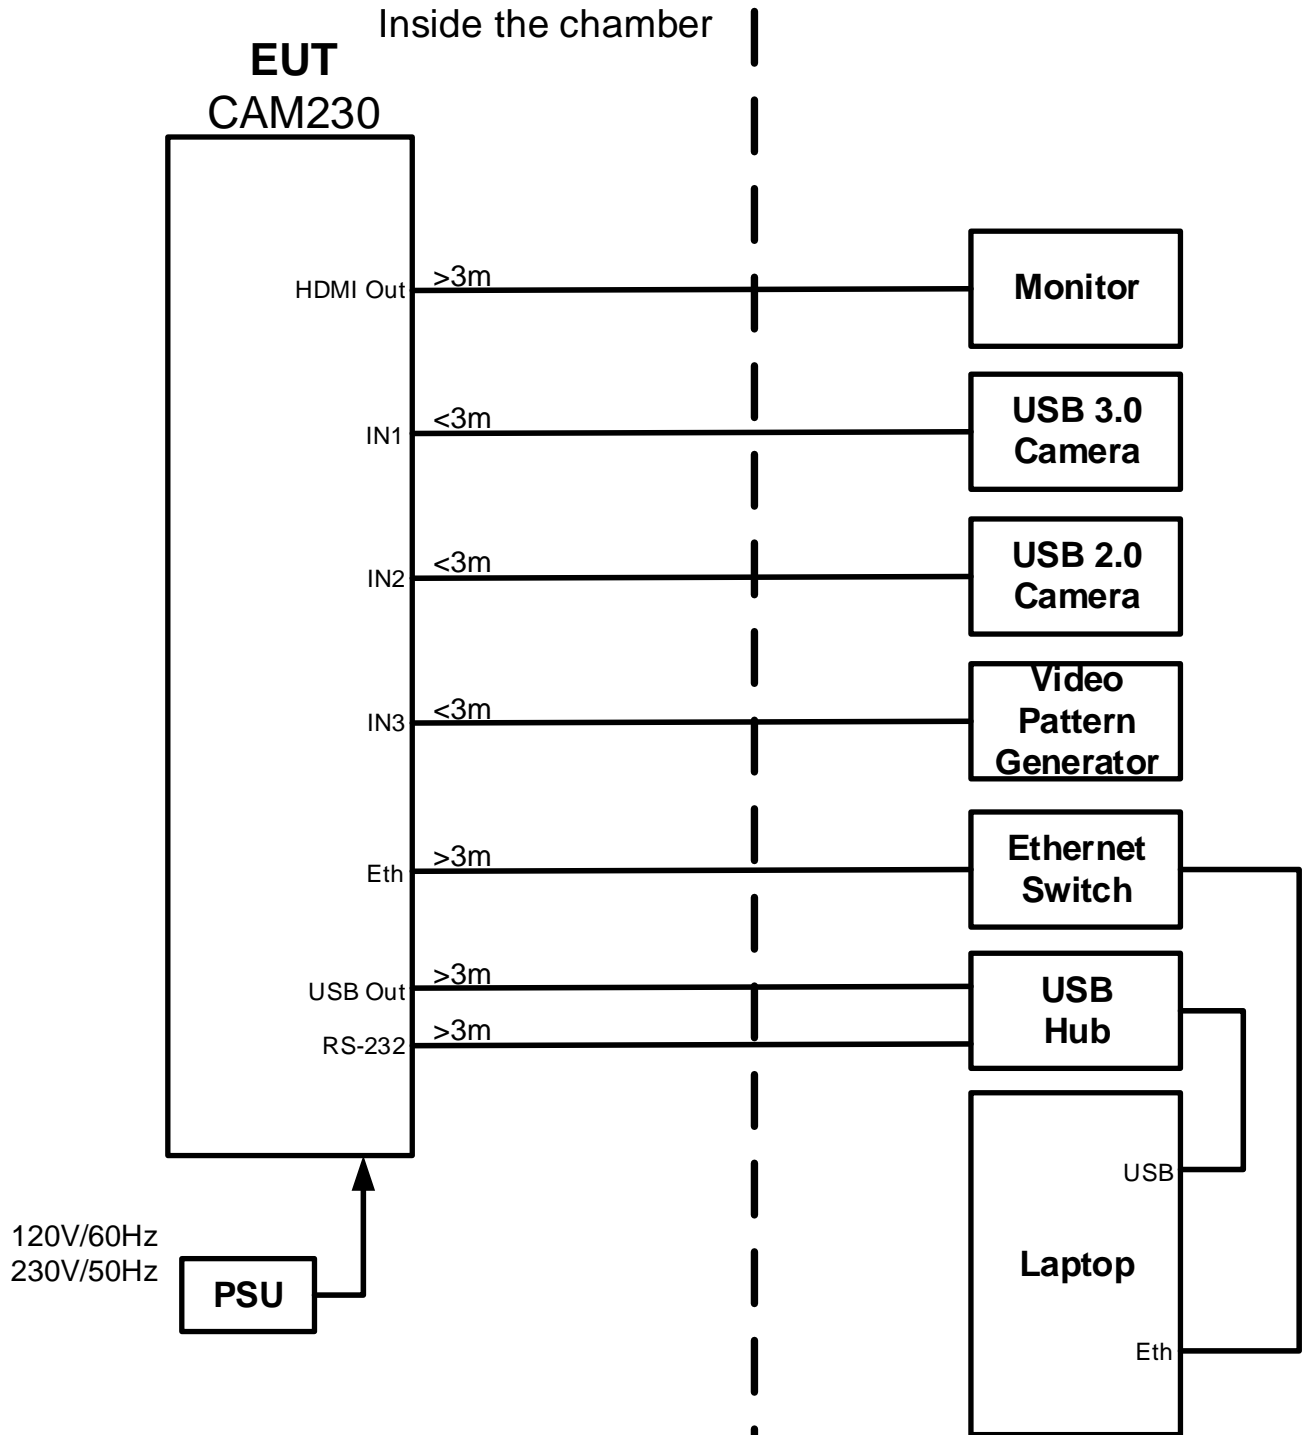 Inside the chamber
EUT
CAM230
HDMI Out
>3m
Monitor
IN1
<3m
USB 3.0
Camera
IN2
<3m
USB 2.0
Camera
IN3
<3m
Video
Pattern
Generator
Eth
>3m
Ethernet
Switch
USB Out
>3m
RS-232
>3m
USB
Hub
USB
Laptop
Eth
120V/60Hz
230V/50Hz
PSU